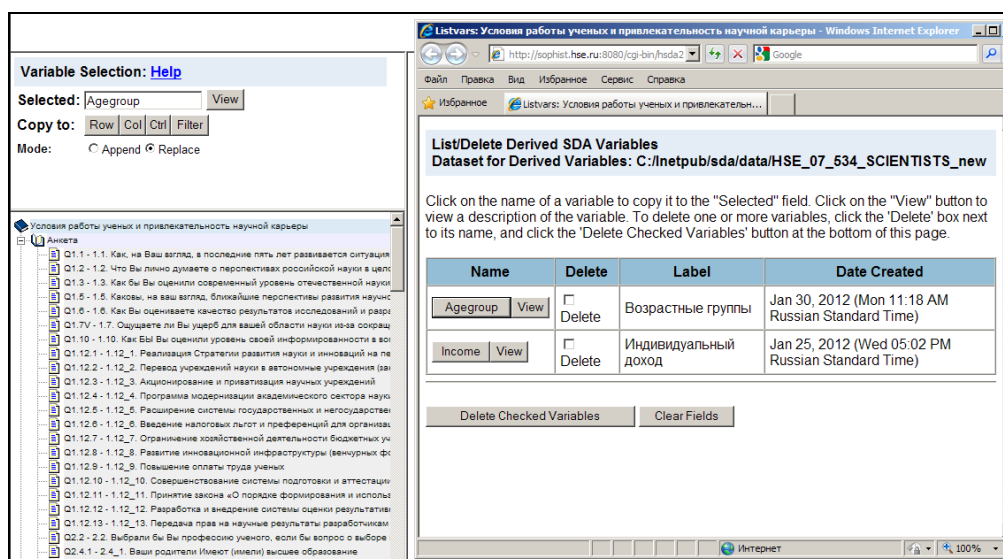 Variable Selection: Help
Selected: Agegroup View
Copy to: Row Col Ctrl Filter
Mode: Append Replace
Условия работы ученых и привлекательность научной карьеры
Анкета
Q1.1 - 1.1. Как, на Ваш взгляд, в последние пять лет развивается ситуация
Q1.2 - 1.2. Что Вы лично думаете о перспективах российской науки в цело
Q1.3 - 1.3. Как бы Вы оценили современный уровень отечественной науки
Q1.5 - 1.5. Каковы, на ваш взгляд, ближайшие перспективы развития научно
Q1.6 - 1.6. Как Вы оцениваете качество результатов исследований и разра
Q1.7V - 1.7. Ощущаете ли Вы ущерб для вашей области науки из-за сокращ
Q1.10 - 1.10. Как БЫ Вы оценили уровень своей информированности в во
Q1.12.1 - 1.12_1. Реализация Стратегии развития науки и инноваций на пе
Q1.12.2 - 1.12_2. Перевод учреждений науки в автономные учреждения (за
Q1.12.3 - 1.12_3. Акционирование и приватизация научных учреждений
Q1.12.4 - 1.12_4. Программа модернизации академического сектора науки
Q1.12.5 - 1.12_5. Расширение системы государственных и негосударстве
Q1.12.6 - 1.12_6. Введение налоговых льгот и преференций для организа
Q1.12.7 - 1.12_7. Ограничение хозяйственной деятельности бюджетных уч
Q1.12.8 - 1.12_8. Развитие инновационной инфраструктуры (венчурных фо
Q1.12.9 - 1.12_9. Повышение оплаты труда ученых
Q1.12.10 - 1.12_10. Совершенствование системы подготовки и аттестации
Q1.12.11 - 1.12_11. Принятие закона «О порядке формирования и использ
Q1.12.12 - 1.12_12. Разработка и внедрение системы оценки результатив
Q1.12.13 - 1.12_13. Передача прав на научные результаты разработчикам
Q2.2 - 2.2. Выбрали бы Вы профессию ученого, если бы вопрос о выборе
Q2.4.1 - 2.4_1. Ваши родители Имеют (имели) высшее образование
Listvars: Условия работы ученых и привлекательность научной карьеры - Windows Internet Explorer
http://sophist.hse.ru:8080/cgi-bin/hsda2 Google
Файл Правка Вид Избранное Сервис Справка
Избранное Listvars: Условия работы ученых и привлекательн...
List/Delete Derived SDA Variables
Dataset for Derived Variables: C:/Inetpub/sda/data/HSE_07_534_SCIENTISTS_new
Click on the name of a variable to copy it to the "Selected" field. Click on the "View" button to
view a description of the variable. To delete one or more variables, click the 'Delete' box next
to its name, and click the 'Delete Checked Variables' button at the bottom of this page.
Name Delete Label Date Created
Agegroup View Delete Возрастные группы Jan 30, 2012 (Mon 11:18 AM
Russian Standard Time)
Income View Delete Индивидуальный
доход Jan 25, 2012 (Wed 05:02 PM
Russian Standard Time)
Delete Checked Variables Clear Fields
Интернет 100%